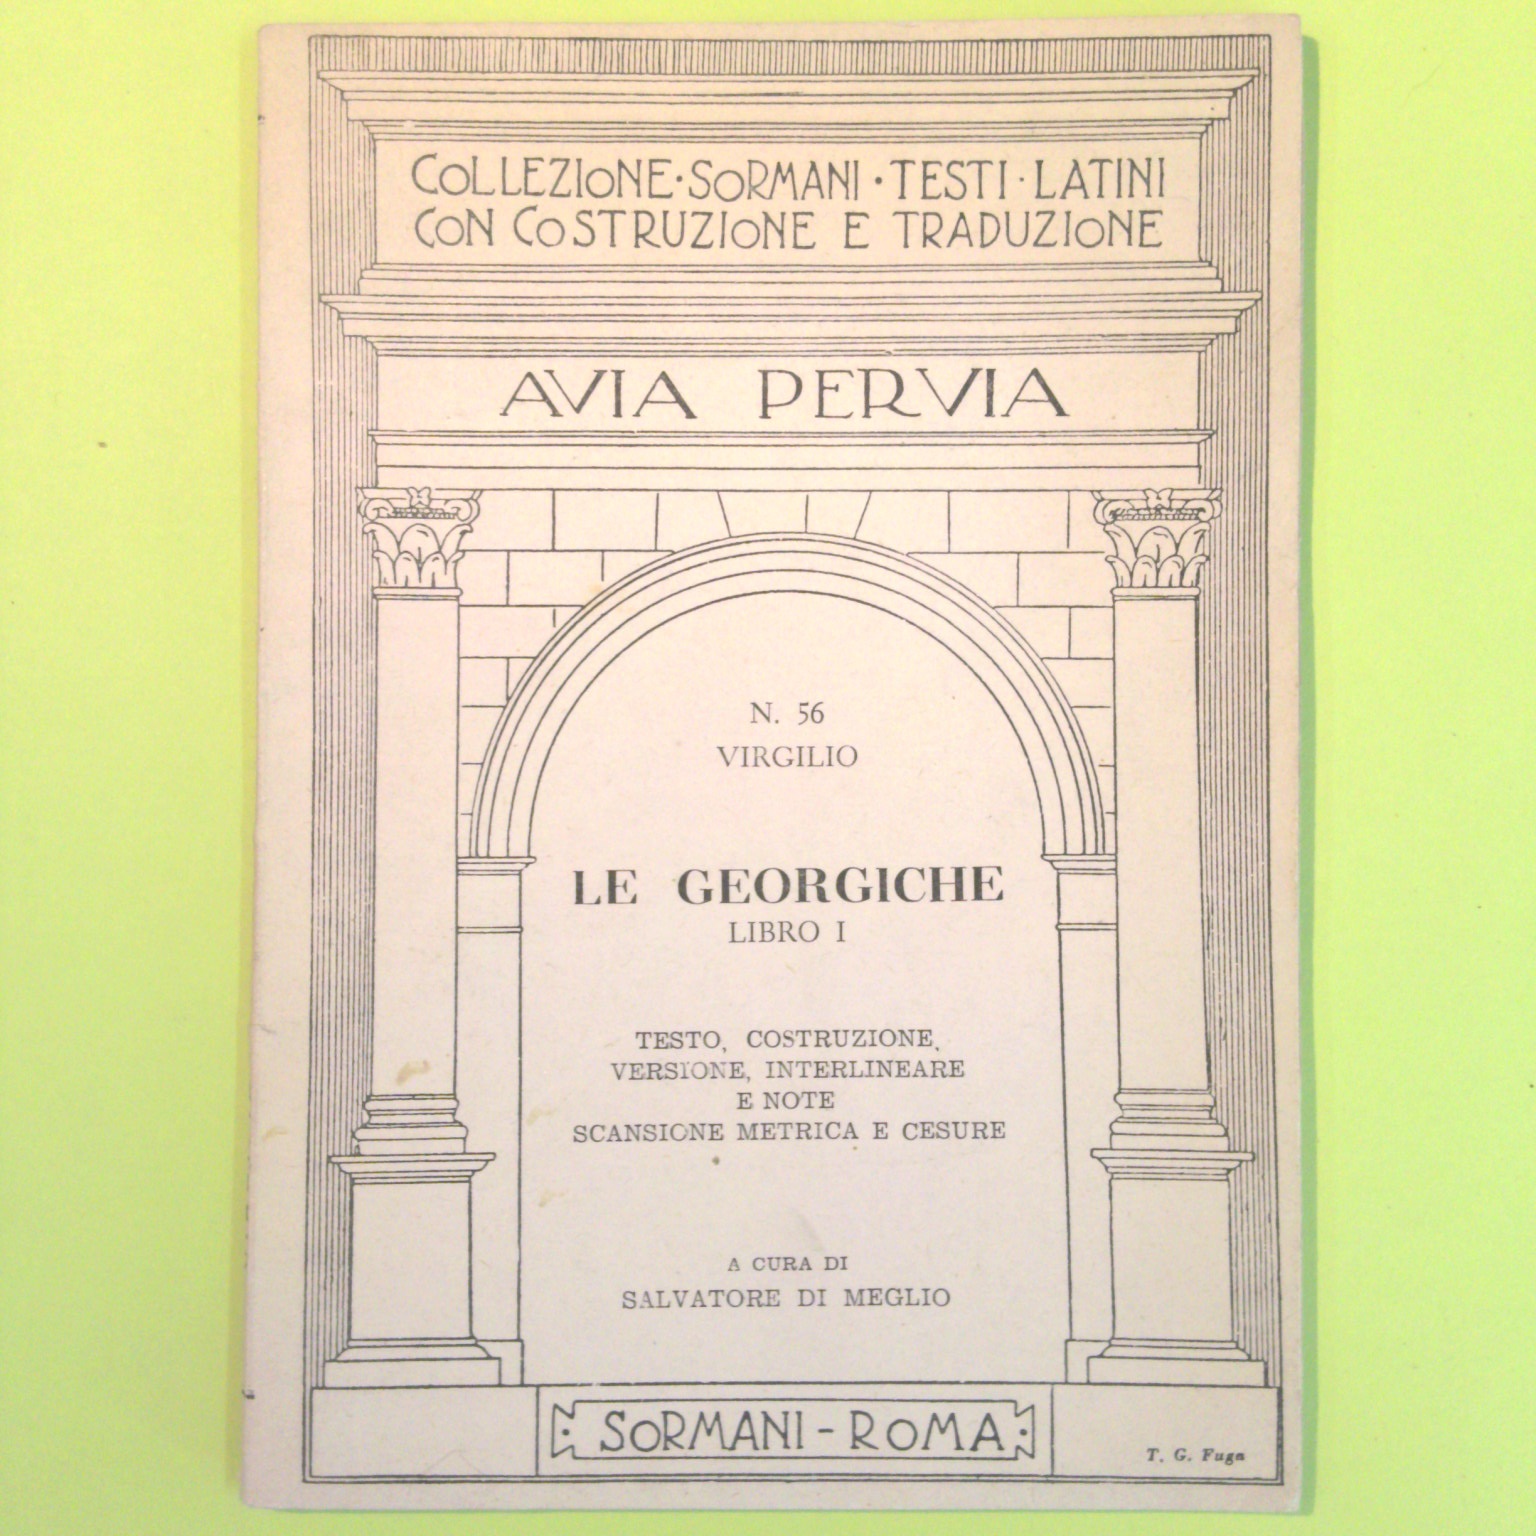 COLLEZIONE·SORMANI·TESTI·LATINI
CON COSTRUZIONE E TRADUZIONE
AVIA PERVIA
N. 56
VIRGILIO
LE GEORGICHE
LIBRO I
TESTO, COSTRUZIONE,
VERSIONE, INTERLINEARE
E NOTE
SCANSIONE METRICA E CESURE
A CURA DI
SALVATORE DI MEGLIO
SORMANI-ROMA
T. G. Fuga